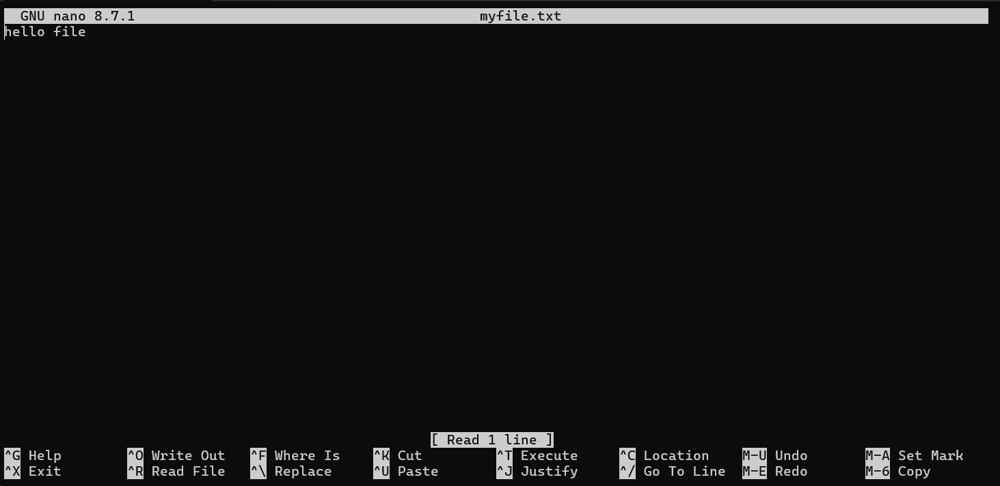 GNU nano 8.7.1 myfile.txt
hello file
[ Read 1 line ]
^G Help ^O Write Out ^F Where Is ^K Cut ^T Execute ^C Location M-U Undo M-A Set Mark
^X Exit ^R Read File ^\ Replace ^U Paste ^J Justify ^/ Go To Line M-E Redo M-6 Copy